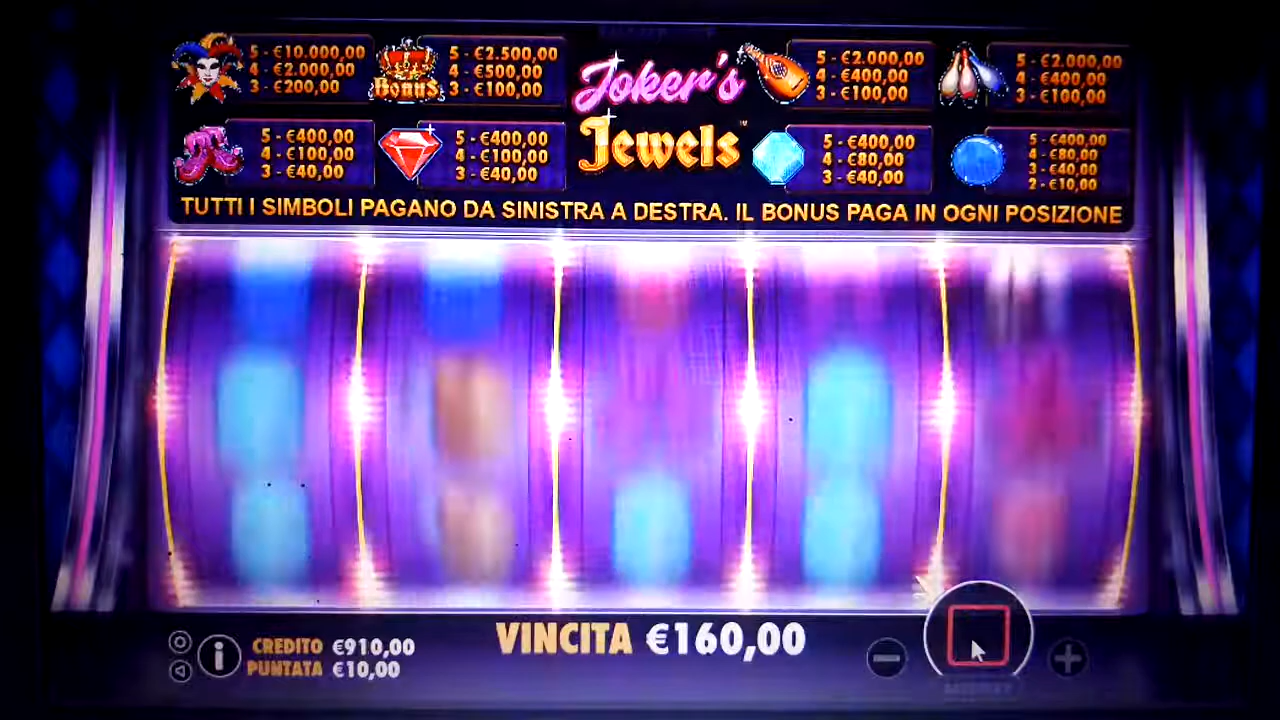 5 - €10.000,00
4 - €2.000,00
3 - €200,00
Bonus
5 - €2.500,00
4 - €500,00
3 - €100,00
Joker's
Jewels™
5 - €2.000,00
4 - €400,00
3 - €100,00
5 - €2.000,00
4 - €400,00
3 - €100,00
5 - €400,00
4 - €100,00
3 - €40,00
5 - €400,00
4 - €100,00
3 - €40,00
5 - €400,00
4 - €80,00
3 - €40,00
5 - €400,00
4 - €80,00
3 - €40,00
2 - €10,00
TUTTI I SIMBOLI PAGANO DA SINISTRA A DESTRA. IL BONUS PAGA IN OGNI POSIZIONE
CREDITO €910,00
PUNTATA €10,00
VINCITA €160,00